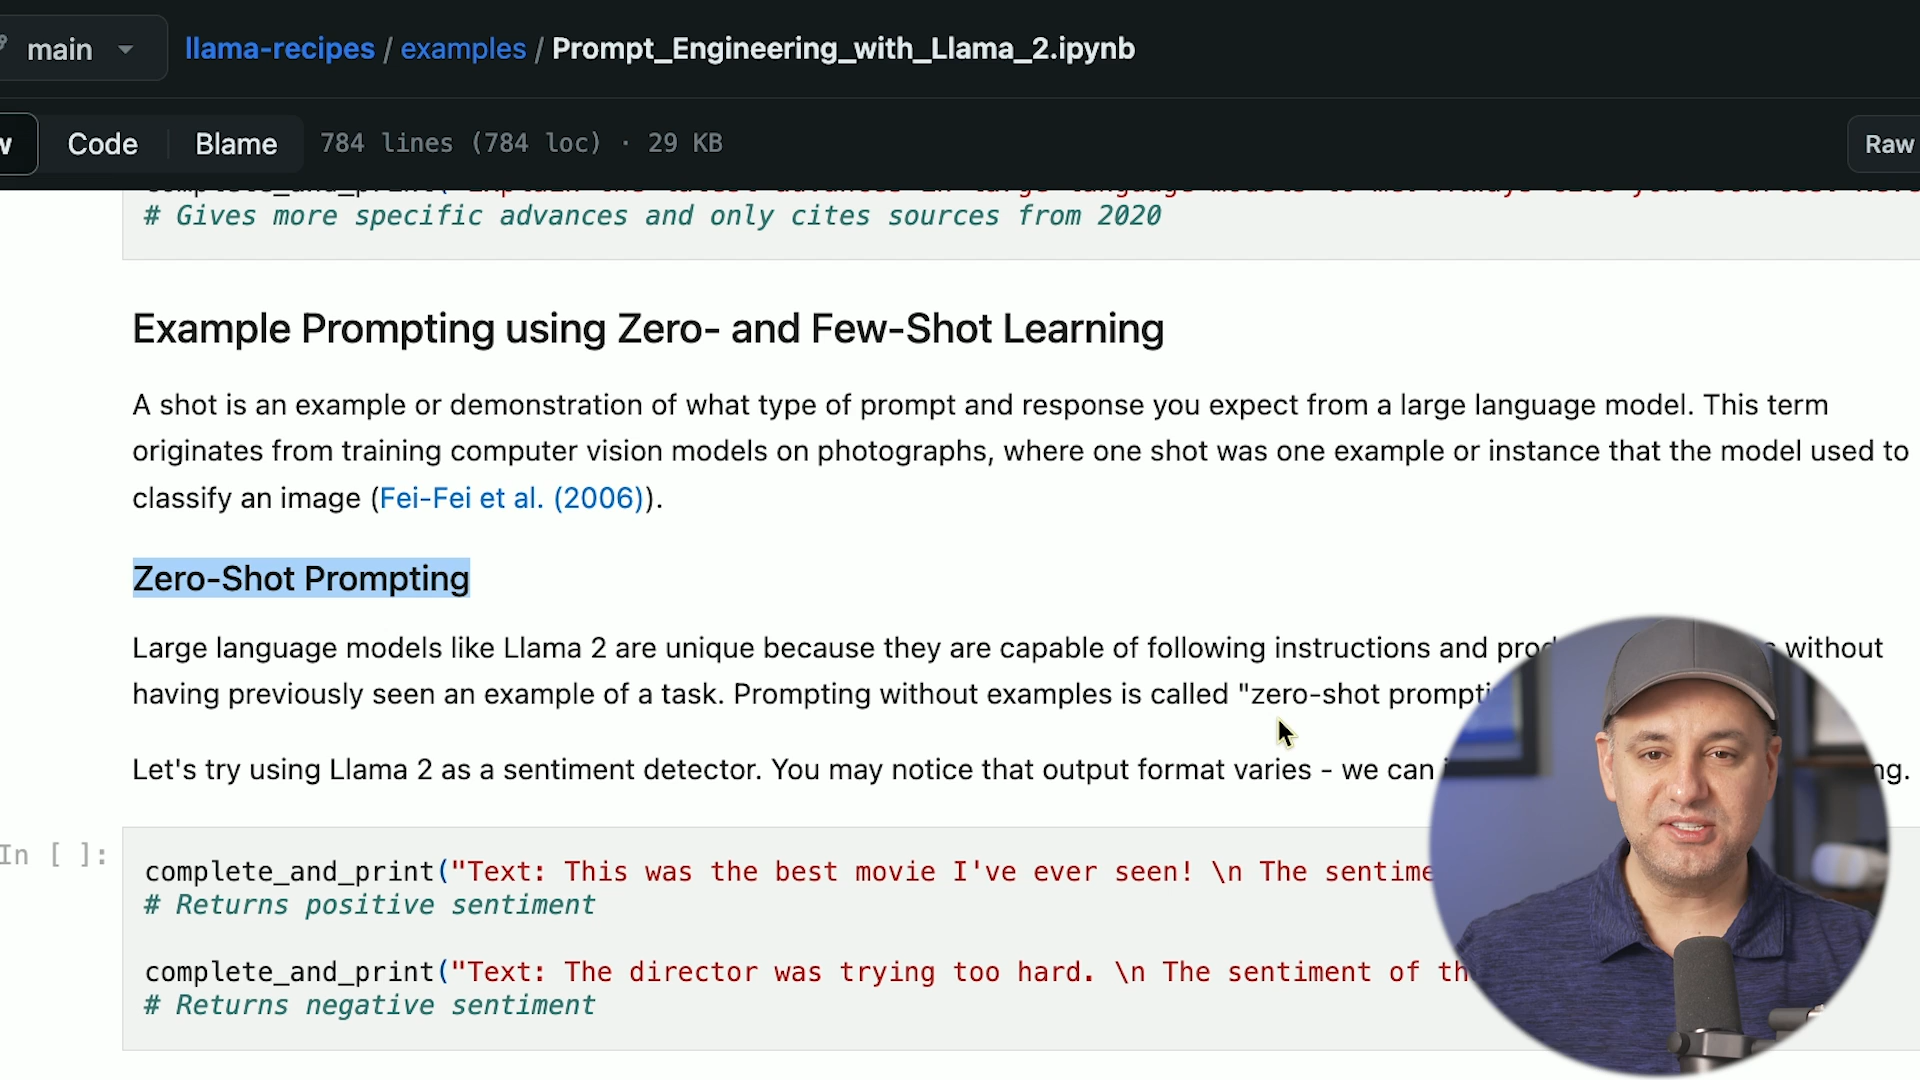 main
llama-recipes / examples / Prompt_Engineering_with_Llama_2.ipynb
Code Blame 784 lines (784 loc) · 29 KB Raw
# Gives more specific advances and only cites sources from 2020
Example Prompting using Zero- and Few-Shot Learning
A shot is an example or demonstration of what type of prompt and response you expect from a large language model. This term
originates from training computer vision models on photographs, where one shot was one example or instance that the model used to
classify an image (Fei-Fei et al. (2006)).
Zero-Shot Prompting
Large language models like Llama 2 are unique because they are capable of following instructions and without
having previously seen an example of a task. Prompting without examples is called "zero-shot
Let's try using Llama 2 as a sentiment detector. You may notice that output format varies - we can
In [ ]:
complete_and_print("Text: This was the best movie I've ever seen! \n The
# Returns positive sentiment
complete_and_print("Text: The director was trying too hard. \n The sentiment of
# Returns negative sentiment